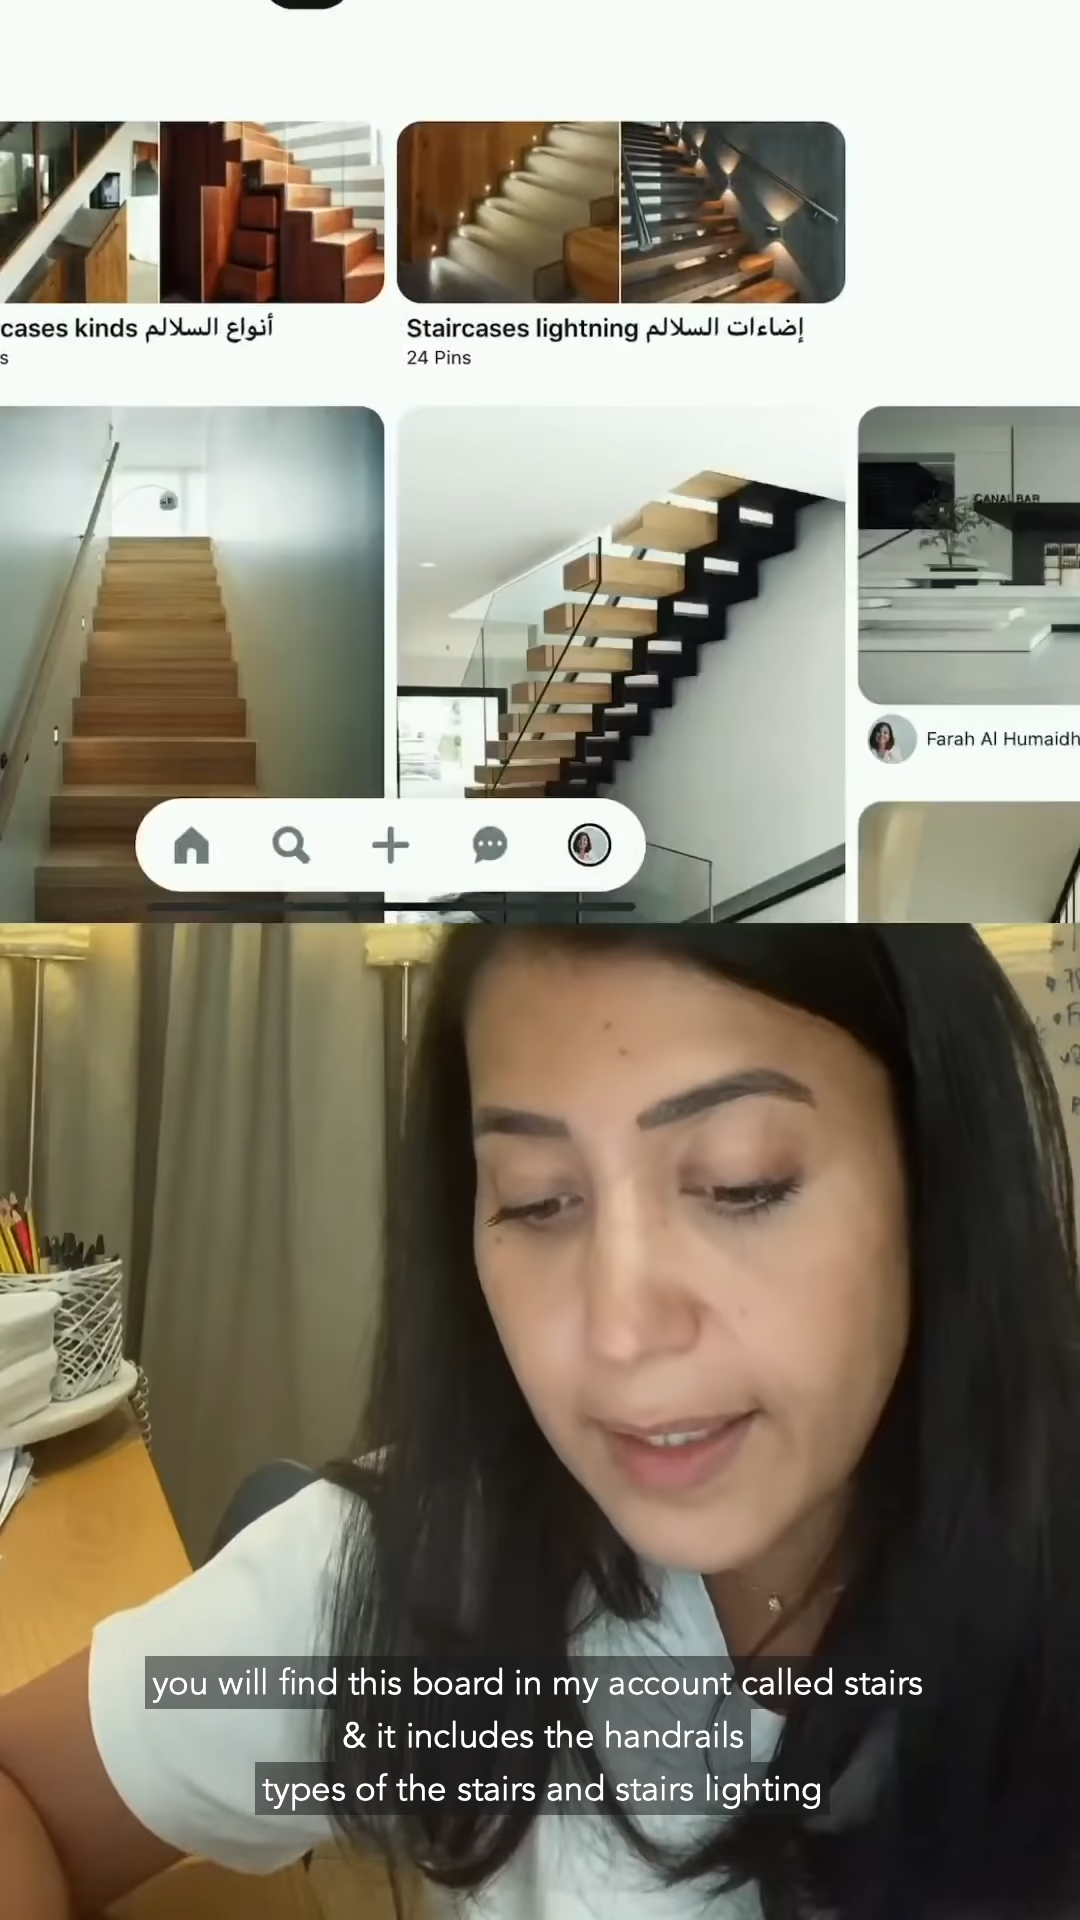 cases kinds أنواع السلالم
s
Staircases lightning إضاءات السلالم
24 Pins
CANAL BAR
Farah Al Humaidh
you will find this board in my account called stairs
& it includes the handrails
types of the stairs and stairs lighting